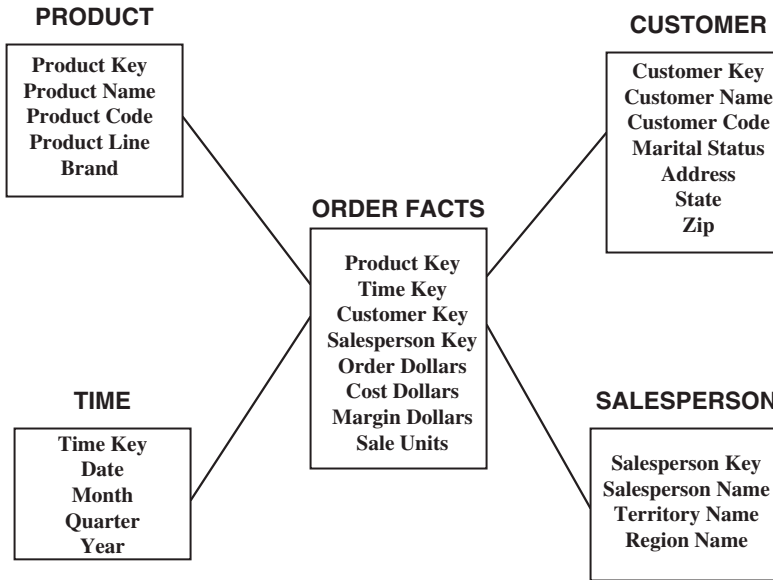 PRODUCT
Product Key
Product Name
Product Code
Product Line
Brand
CUSTOMER
Customer Key
Customer Name
Customer Code
Marital Status
Address
State
Zip
ORDER FACTS
Product Key
Time Key
Customer Key
Salesperson Key
Order Dollars
Cost Dollars
Margin Dollars
Sale Units
TIME
Time Key
Date
Month
Quarter
Year
SALESPERSON
Salesperson Key
Salesperson Name
Territory Name
Region Name